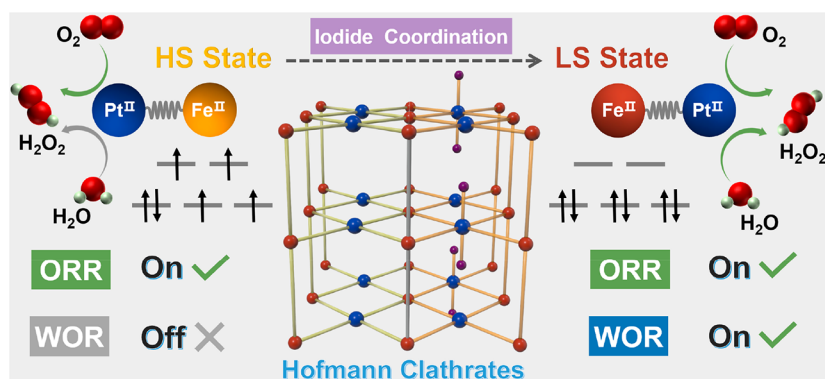 O₂
HS State
Iodide Coordination
LS State
O₂
Ptᴵᴵ
Feᴵᴵ
Feᴵᴵ
Ptᴵᴵ
H₂O₂
H₂O₂
H₂O
H₂O
ORR On
ORR On
WOR Off
WOR On
Hofmann Clathrates